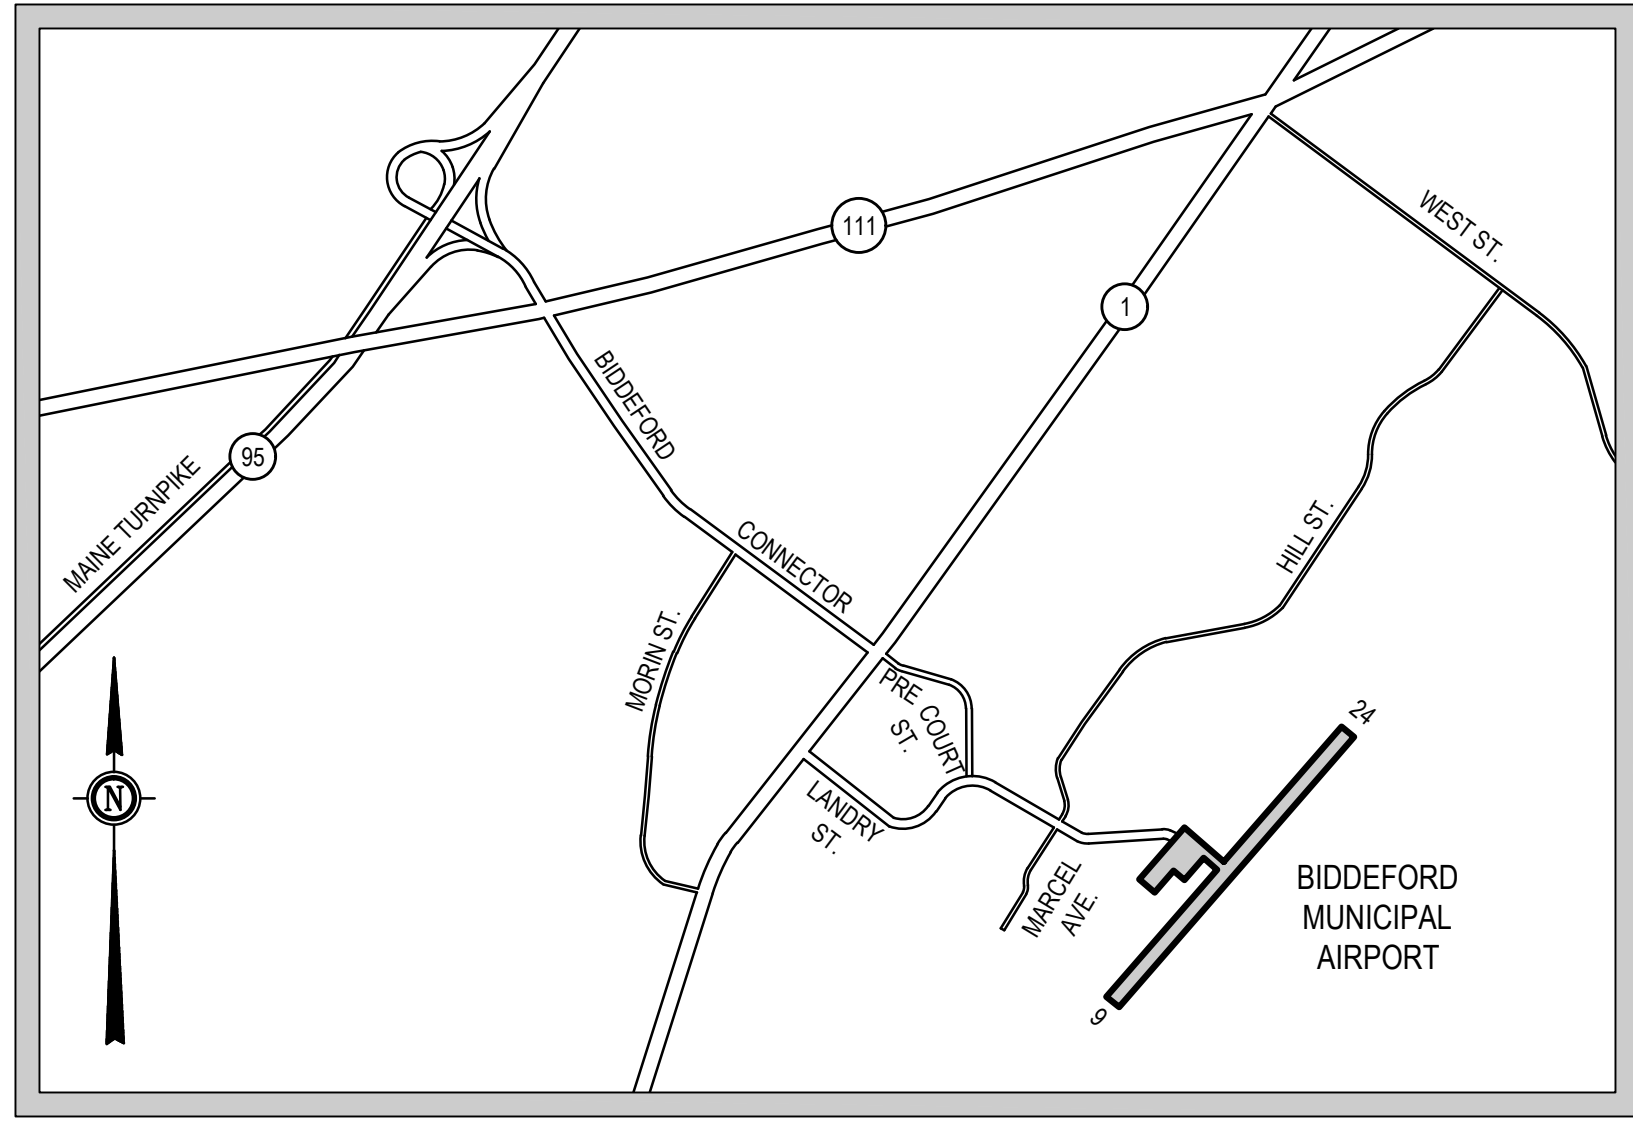 111
1
WEST ST.
BIDDEFORD
95
MAINE TURNPIKE
CONNECTOR
HILL ST.
MORIN ST.
PRE COURT
ST.
24
LANDRY
ST.
N
MARCEL
AVE.
BIDDEFORD
MUNICIPAL
AIRPORT
6